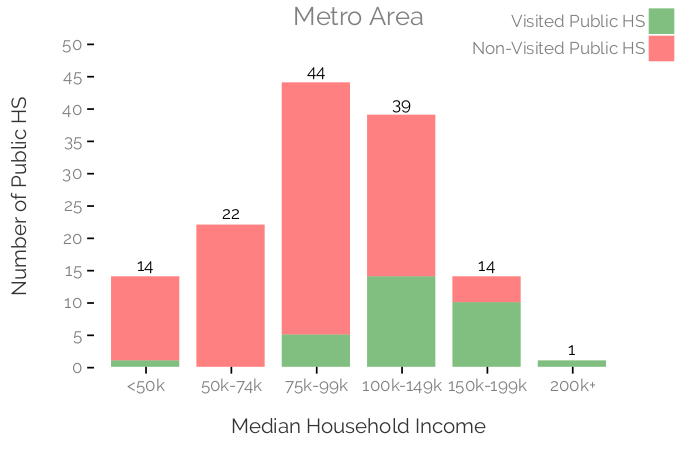 Metro Area
Visited Public HS
Non-Visited Public HS
Number of Public HS
50
45
40
35
30
25
20
15
10
5
0
14
22
44
39
14
1
<50k
50k-74k
75k-99k
100k-149k
150k-199k
200k+
Median Household Income